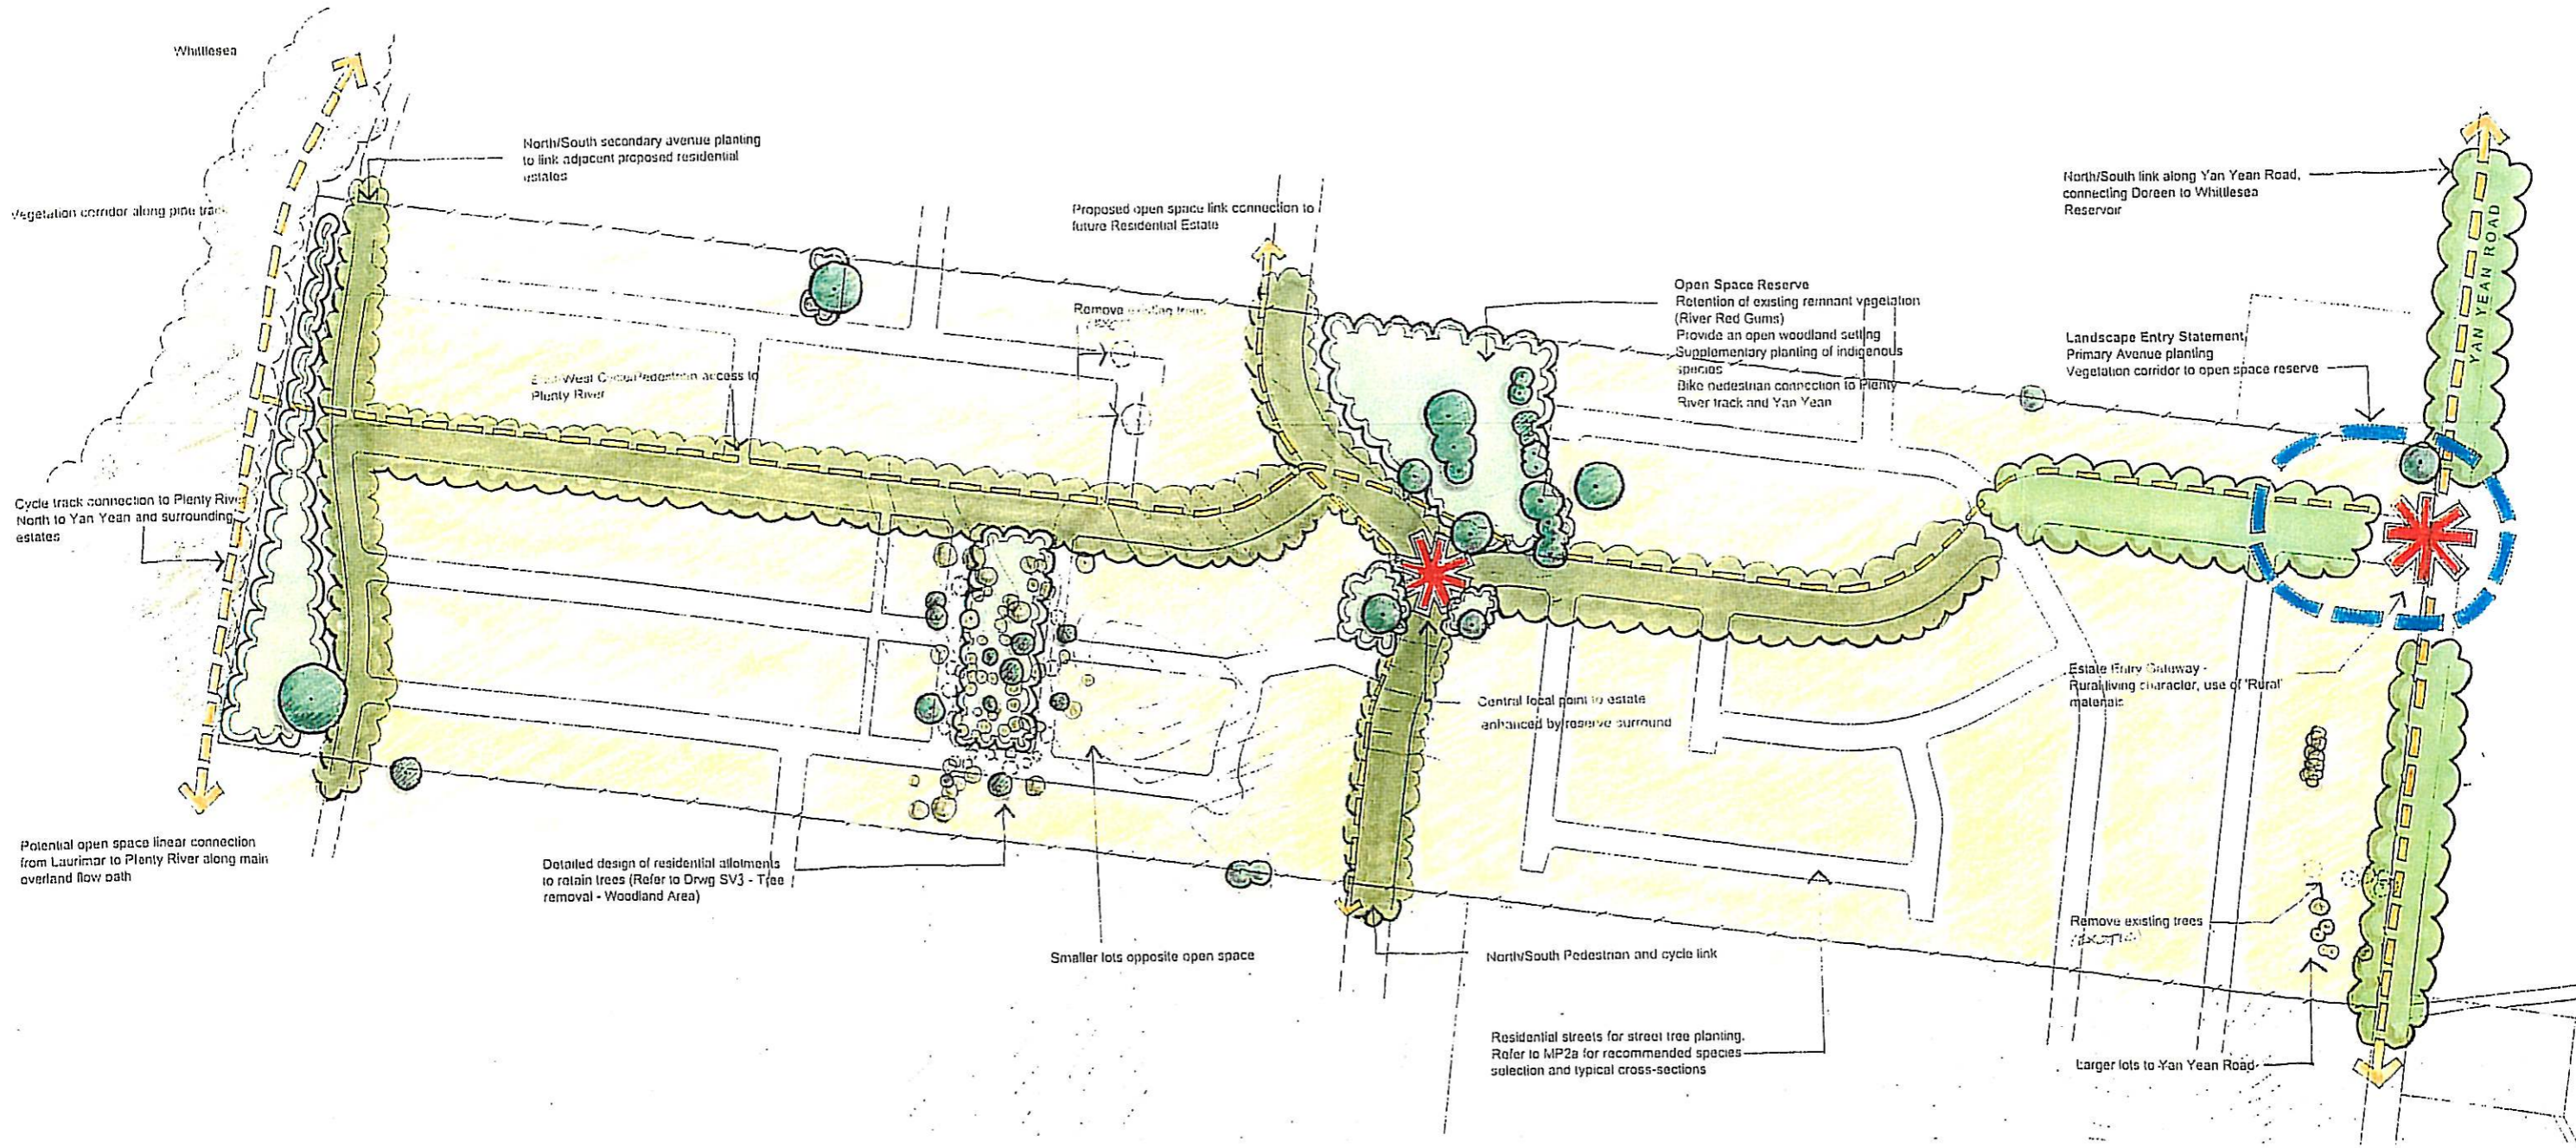 Whittlesea
North/South secondary avenue planting
to link adjacent proposed residential
estates
Vegetation corridor along pipe track
Proposed open space link connection to
future Residential Estate
North/South link along Yan Yean Road,
connecting Doreen to Whittlesea
Reservoir
YAN YEAN ROAD
Open Space Reserve
Retention of existing remnant vegetation
(River Red Gums)
Provide an open woodland setting
Supplementary planting of indigenous
species
Bike pedestrian connection to Plenty
River track and Yan Yean
Remove existing trees
Landscape Entry Statement
Primary Avenue planting
Vegetation corridor to open space reserve
East-West Cycle/Pedestrian access to
Plenty River
Cycle track connection to Plenty River
North to Yan Yean and surrounding
estates
Estate Entry Gateway -
Rural living character, use of 'Rural'
materials
Central focal point to estate
enhanced by reserve surround
Potential open space linear connection
from Laurimar to Plenty River along main
overland flow path
Detailed design of residential allotments
to retain trees (Refer to Drwg SV3 - Tree
removal - Woodland Area)
Smaller lots opposite open space
North/South Pedestrian and cycle link
Remove existing trees
Residential streets for street tree planting.
Refer to MP2a for recommended species
selection and typical cross-sections
Larger lots to Yan Yean Road